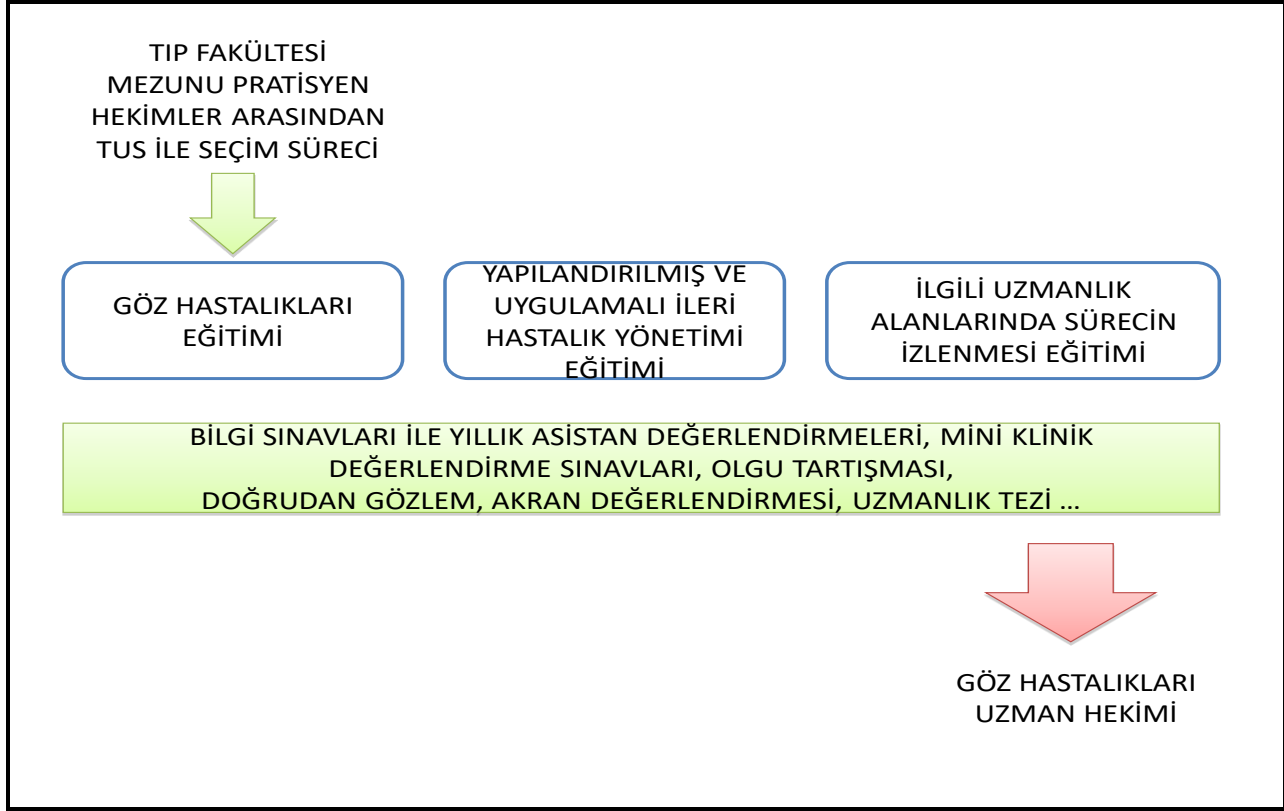 TIP FAKÜLTESİ
MEZUNU PRATİSYEN
HEKİMLER ARASINDAN
TUS İLE SEÇİM SÜRECİ
GÖZ HASTALIKLARI
EĞİTİMİ
YAPILANDIRILMIŞ VE
UYGULAMALI İLERİ
HASTALIK YÖNETİMİ
EĞİTİMİ
İLGİLİ UZMANLIK
ALANLARINDA SÜRECİN
İZLENMESİ EĞİTİMİ
BİLGİ SINAVLARI İLE YILLIK ASİSTAN DEĞERLENDİRMELERİ, MİNİ KLİNİK
DEĞERLENDİRME SINAVLARI, OLGU TARTIŞMASI,
DOĞRUDAN GÖZLEM, AKRAN DEĞERLENDİRMESİ, UZMANLIK TEZİ ...
GÖZ HASTALIKLARI
UZMAN HEKİMİ